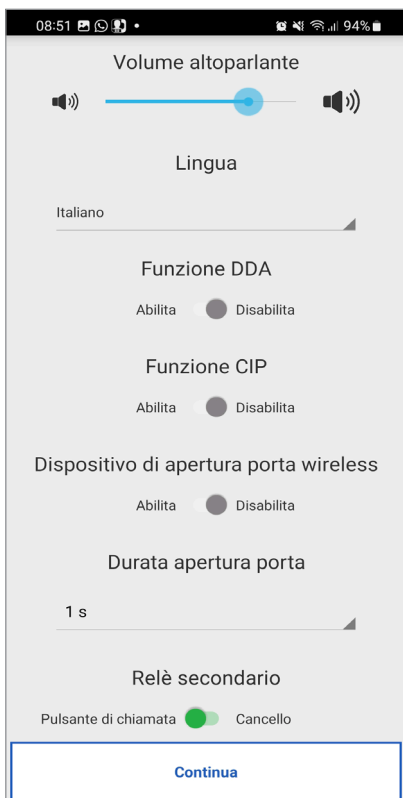 08:51
94%
Volume altoparlante
Lingua
Italiano
Funzione DDA
Abilita Disabilita
Funzione CIP
Abilita Disabilita
Dispositivo di apertura porta wireless
Abilita Disabilita
Durata apertura porta
1 s
Relè secondario
Pulsante di chiamata Cancello
Continua